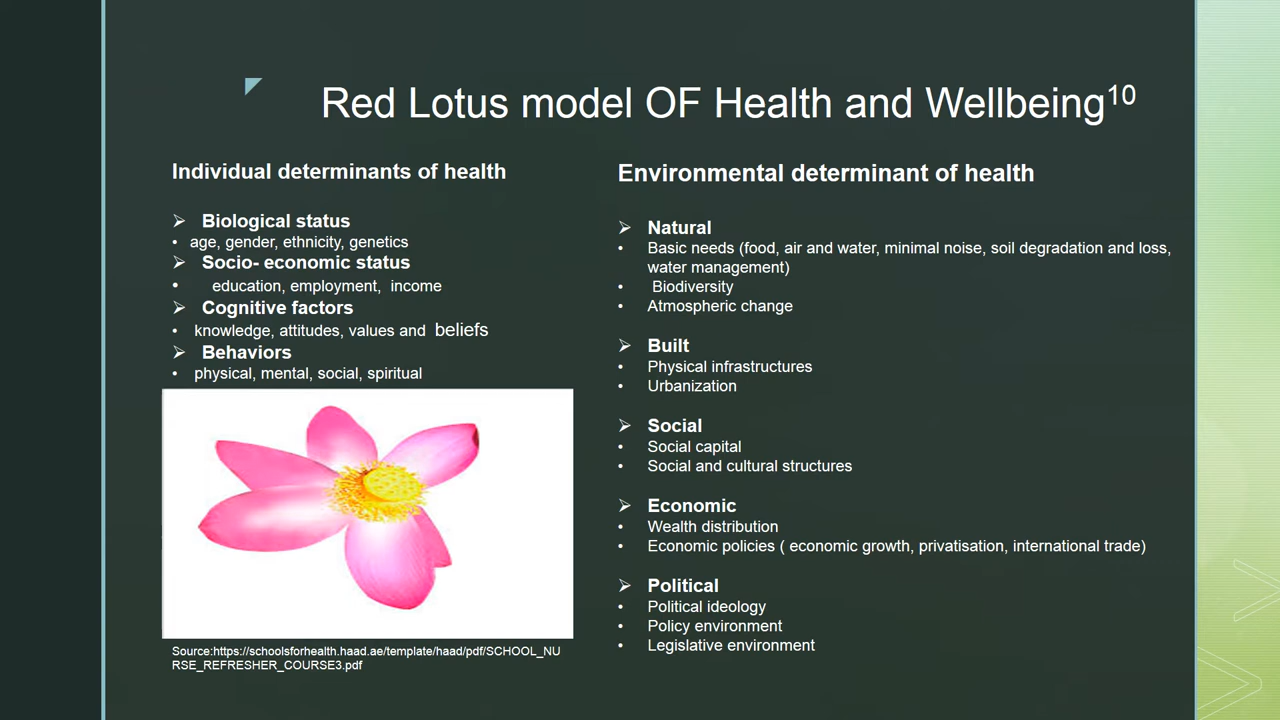 Red Lotus model OF Health and Wellbeing10
Individual determinants of health
➢ Biological status
• age, gender, ethnicity, genetics
➢ Socio- economic status
• education, employment, income
➢ Cognitive factors
• knowledge, attitudes, values and beliefs
➢ Behaviors
• physical, mental, social, spiritual
Source:https://schoolsforhealth.haad.ae/template/haad/pdf/SCHOOL_NU
RSE_REFRESHER_COURSE3.pdf
Environmental determinant of health
➢ Natural
• Basic needs (food, air and water, minimal noise, soil degradation and loss,
water management)
• Biodiversity
• Atmospheric change
➢ Built
• Physical infrastructures
• Urbanization
➢ Social
• Social capital
• Social and cultural structures
➢ Economic
• Wealth distribution
• Economic policies ( economic growth, privatisation, international trade)
➢ Political
• Political ideology
• Policy environment
• Legislative environment